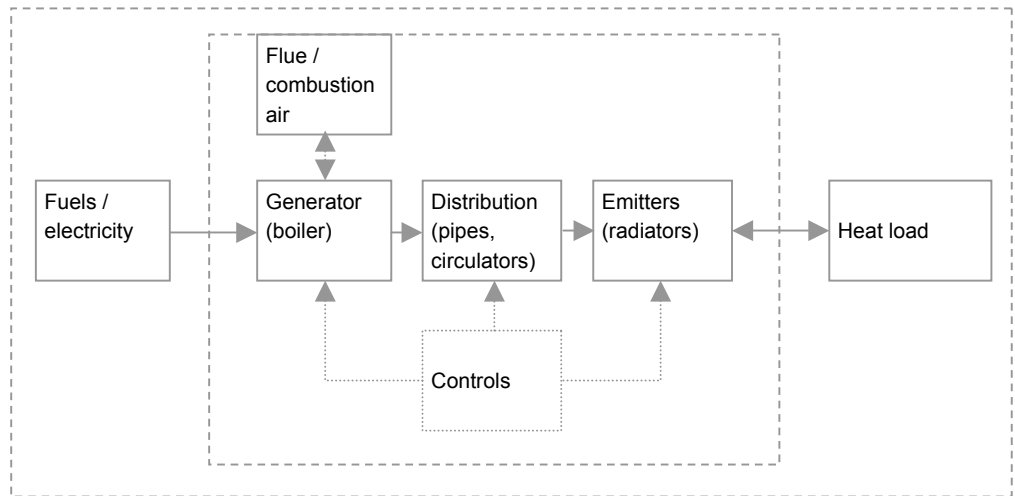 Flue /
combustion
air
Fuels /
electricity
Generator
(boiler)
Distribution
(pipes,
circulators)
Emitters
(radiators)
Heat load
Controls